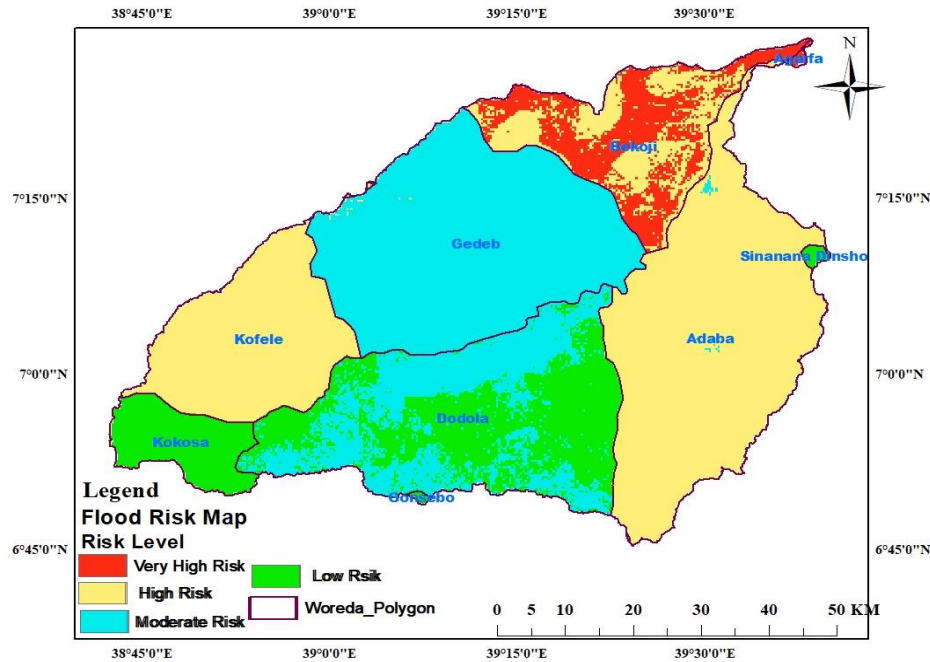 38°45'0"E 39°0'0"E 39°15'0"E 39°30'0"E
N
Agarfa
Bekoji
7°15'0"N 7°15'0"N
Gedeb
Sinanana Dinsho
Kofele
Adaba
7°0'0"N 7°0'0"N
Dodola
Kokosa
Legend
Flood Risk Map
Risk Level
6°45'0"N 6°45'0"N
Very High Risk
Low Rsik
High Risk
Woreda_Polygon
Moderate Risk
0 5 10 20 30 40 50 KM
38°45'0"E 39°0'0"E 39°15'0"E 39°30'0"E